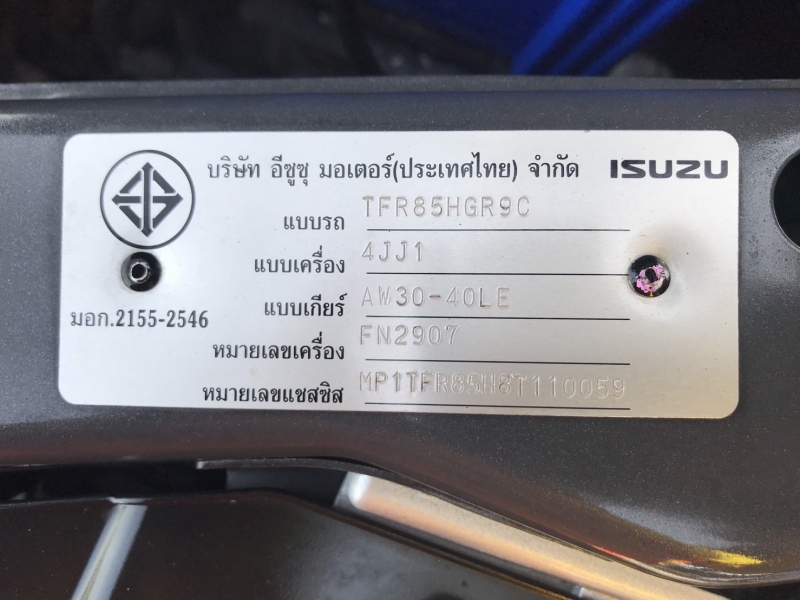 บริษัท อีซูซุ มอเตอร์(ประเทศไทย) จำกัด ISUZU
แบบรถ TFR85HGR9C
แบบเครื่อง 4JJ1
แบบเกียร์ AW30-40LE
มอก.2155-2546
หมายเลขเครื่อง FN2907
หมายเลขแชสซิส MP1TFR85H8T110059